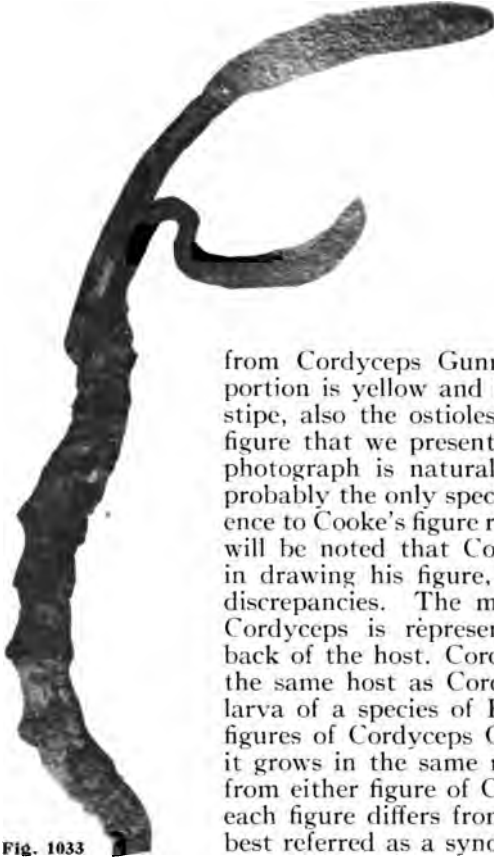 from Cordyceps Gunn
portion is yellow and
stipe, also the ostioles
figure that we present
photograph is natural
probably the only spec
ence to Cooke's figure r
will be noted that Co
in drawing his figure,
discrepancies. The m
Cordyceps is represen
back of the host. Cord
the same host as Cord
larva of a species of
figures of Cordyceps C
it grows in the same
from either figure of C
each figure differs from
best referred as a syno
Fig. 1033